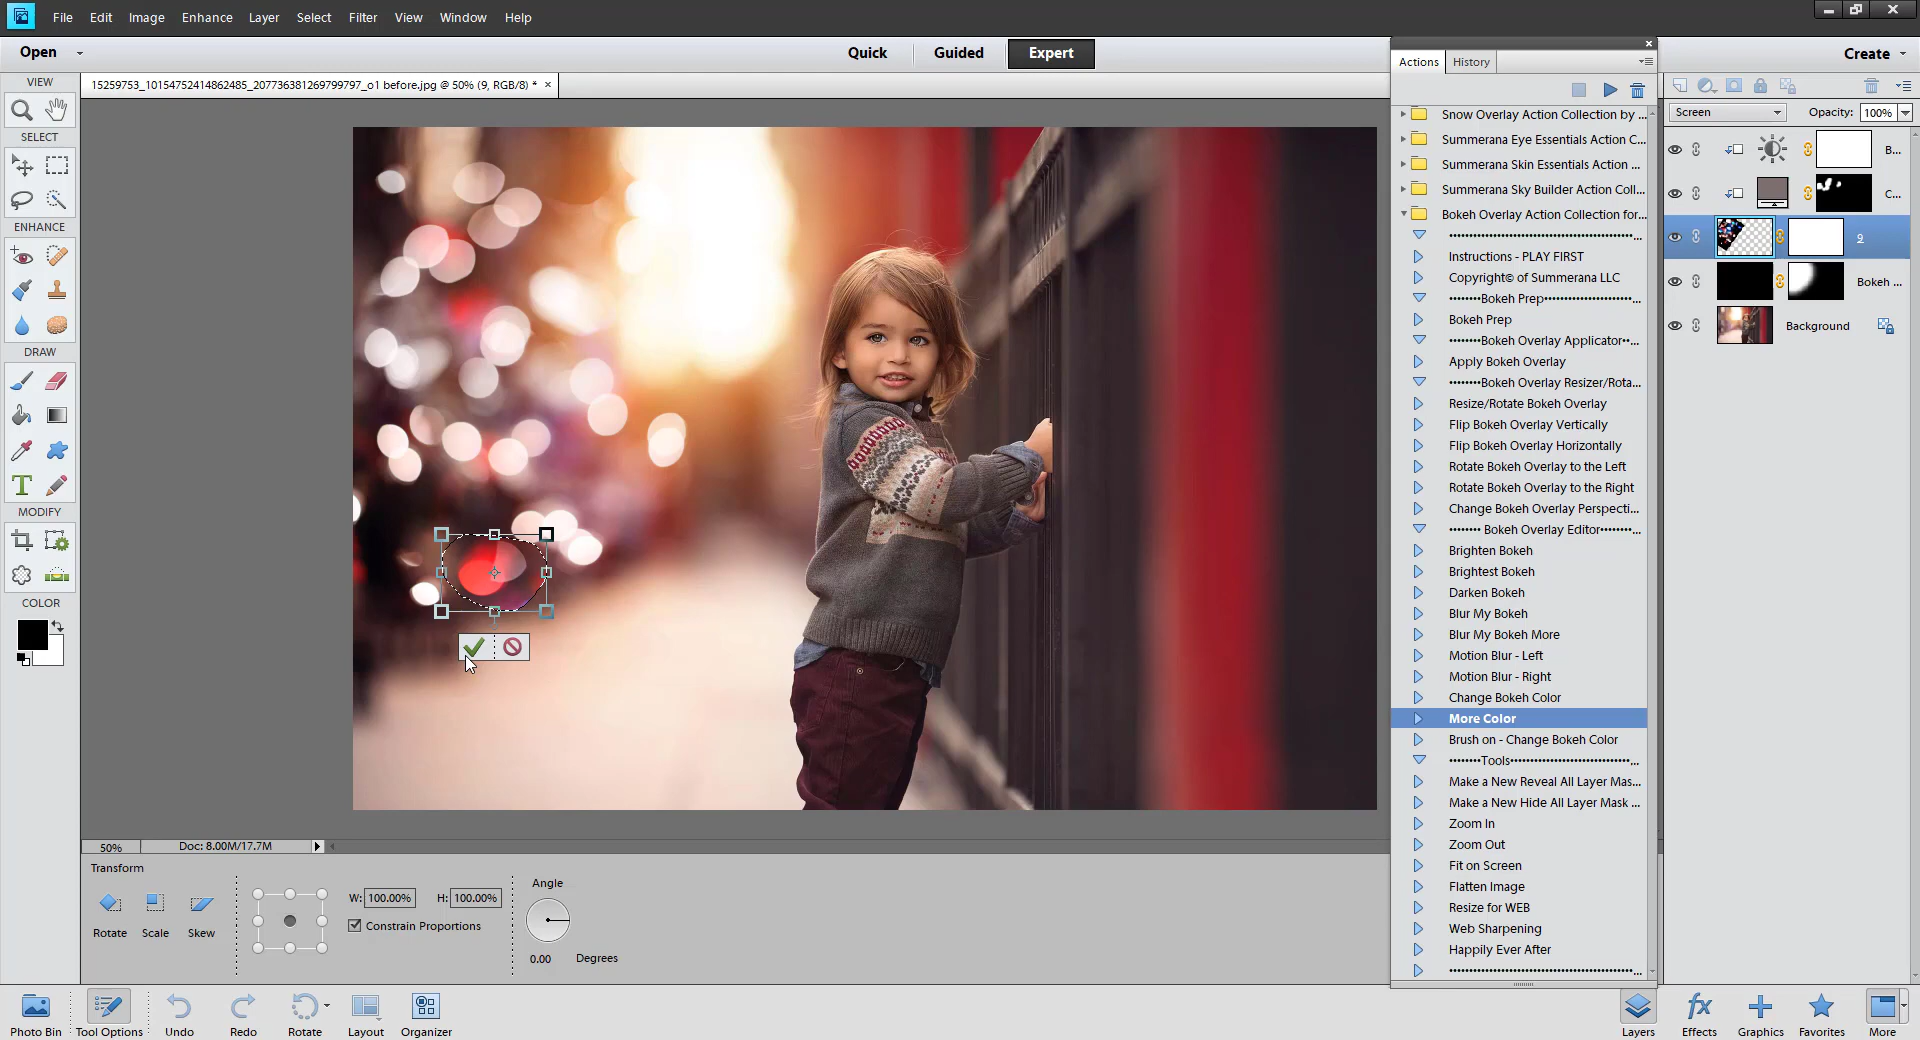 File Edit Image Enhance Layer Select Filter View Window Help
Open Quick Guided Expert Create
15259753_10154752414862485_207736381269799797_o1 before.jpg @ 50% (9, RGB/8) * ×
VIEW
SELECT
ENHANCE
DRAW
T
MODIFY
COLOR
Actions History
Snow Overlay Action Collection by ...
Summerana Eye Essentials Action C...
Summerana Skin Essentials Action ...
Summerana Sky Builder Action Coll...
Bokeh Overlay Action Collection for...
Instructions - PLAY FIRST
Copyright© of Summerana LLC
••••••••Bokeh Prep••••••••••••••••••••••...
Bokeh Prep
••••••••Bokeh Overlay Applicator••...
Apply Bokeh Overlay
••••••••Bokeh Overlay Resizer/Rota...
Resize/Rotate Bokeh Overlay
Flip Bokeh Overlay Vertically
Flip Bokeh Overlay Horizontally
Rotate Bokeh Overlay to the Left
Rotate Bokeh Overlay to the Right
Change Bokeh Overlay Perspecti...
•••••••• Bokeh Overlay Editor••••••••...
Brighten Bokeh
Brightest Bokeh
Darken Bokeh
Blur My Bokeh
Blur My Bokeh More
Motion Blur - Left
Motion Blur - Right
Change Bokeh Color
More Color
Brush on - Change Bokeh Color
••••••••Tools•••••••••••••••••••••••••••••...
Make a New Reveal All Layer Mas...
Make a New Hide All Layer Mask ...
Zoom In
Zoom Out
Fit on Screen
Flatten Image
Resize for WEB
Web Sharpening
Happily Ever After
Screen Opacity: 100%
B...
C...
9
Bokeh ...
Background
50% Doc: 8.00M/17.7M
Transform
Rotate Scale Skew
W: 100.00% H: 100.00%
Constrain Proportions
Angle
0.00 Degrees
Photo Bin Tool Options Undo Redo Rotate Layout Organizer
fx
Layers Effects Graphics Favorites More